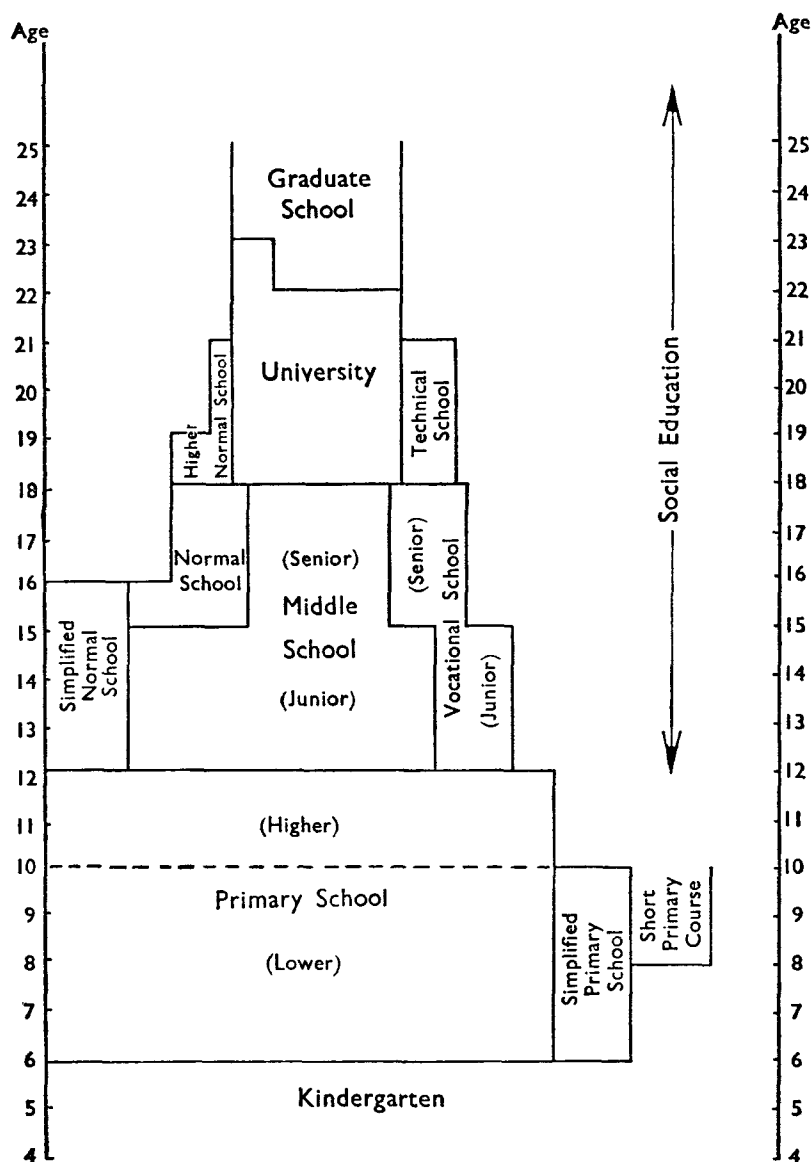 Age
Age
25
24
23
22
21
20
19
18
17
16
15
14
13
12
11
10
9
8
7
6
5
4
Graduate
School
University
Higher
Normal School
Technical
School
Normal
School
(Senior)
Middle
School
(Junior)
(Senior)
Vocational School
(Junior)
Simplified
Normal
School
(Higher)
Primary School
(Lower)
Simplified
Primary
School
Short
Primary
Course
Kindergarten
Social Education
25
24
23
22
21
20
19
18
17
16
15
14
13
12
11
10
9
8
7
6
5
4